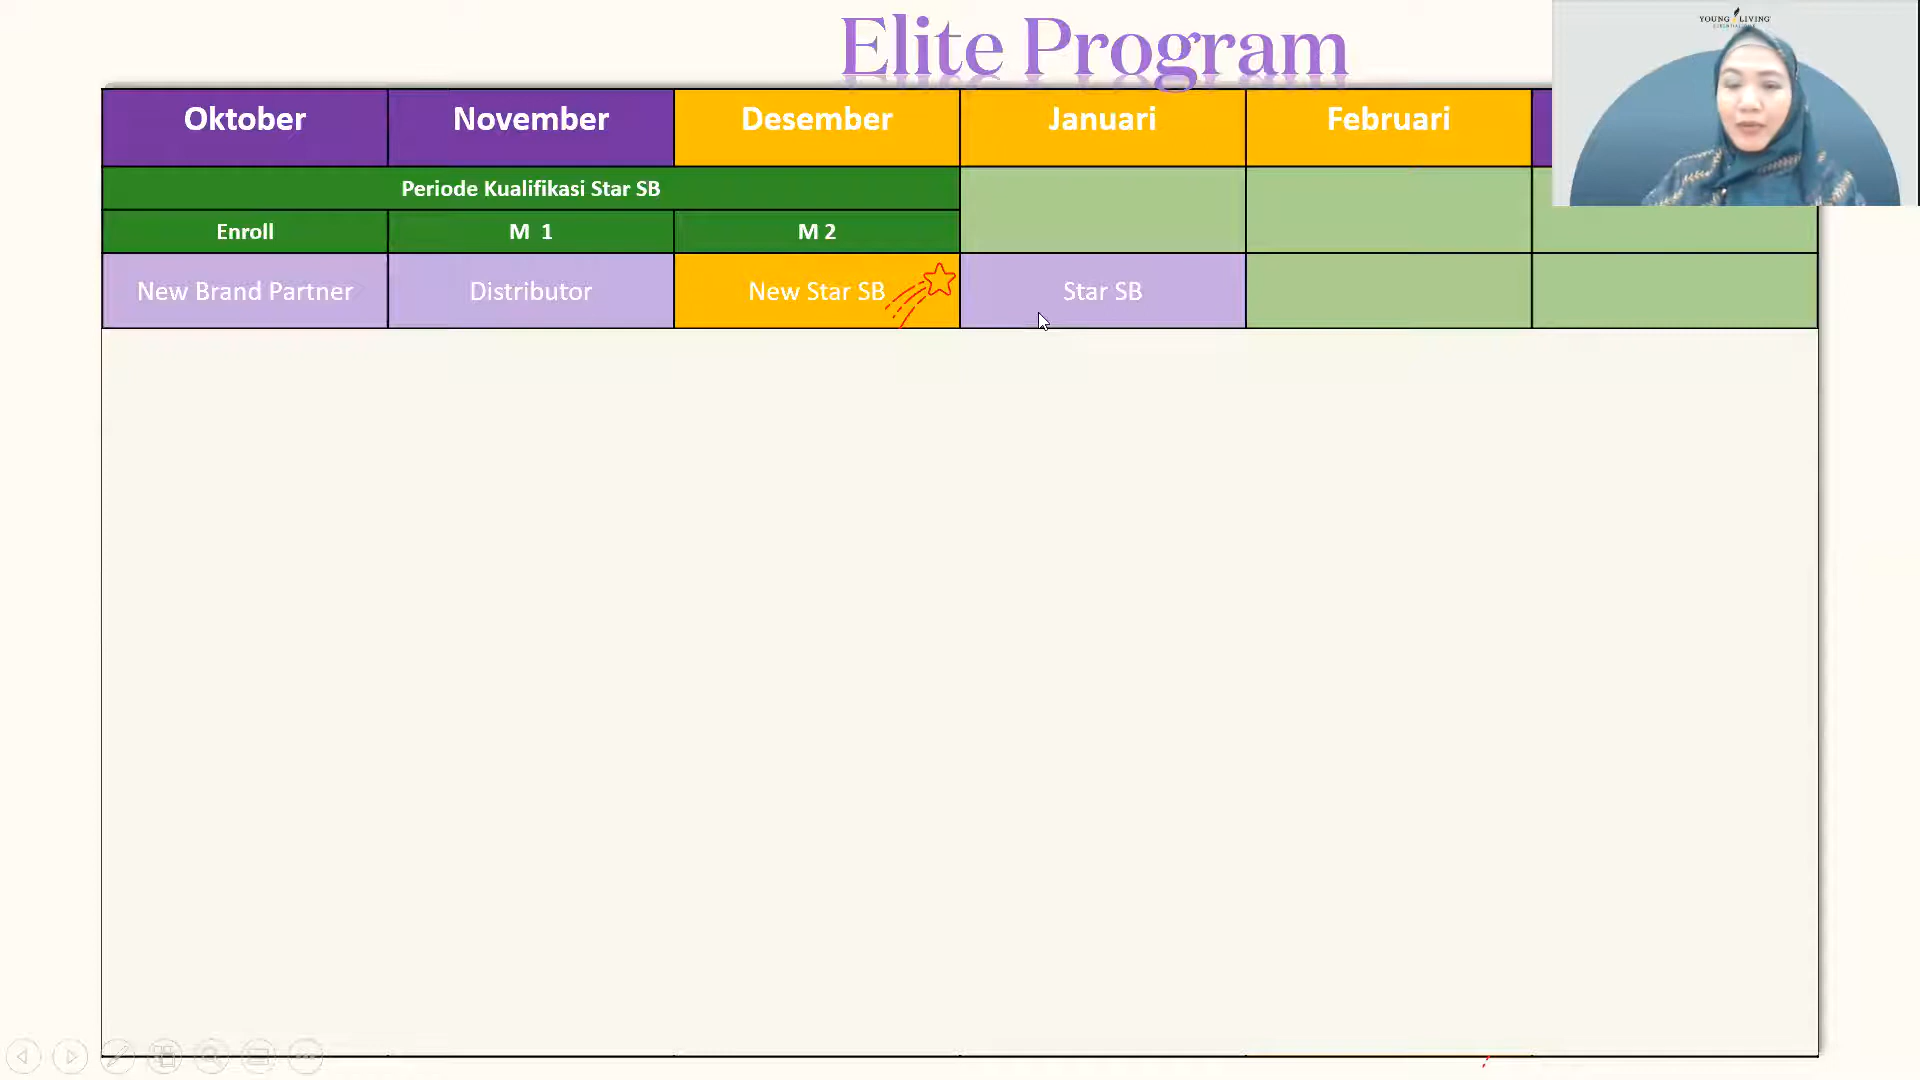 Elite Program
YOUNG LIVING
Oktober
November
Desember
Januari
Februari
Periode Kualifikasi Star SB
Enroll
M 1
M 2
New Brand Partner
Distributor
New Star SB
Star SB